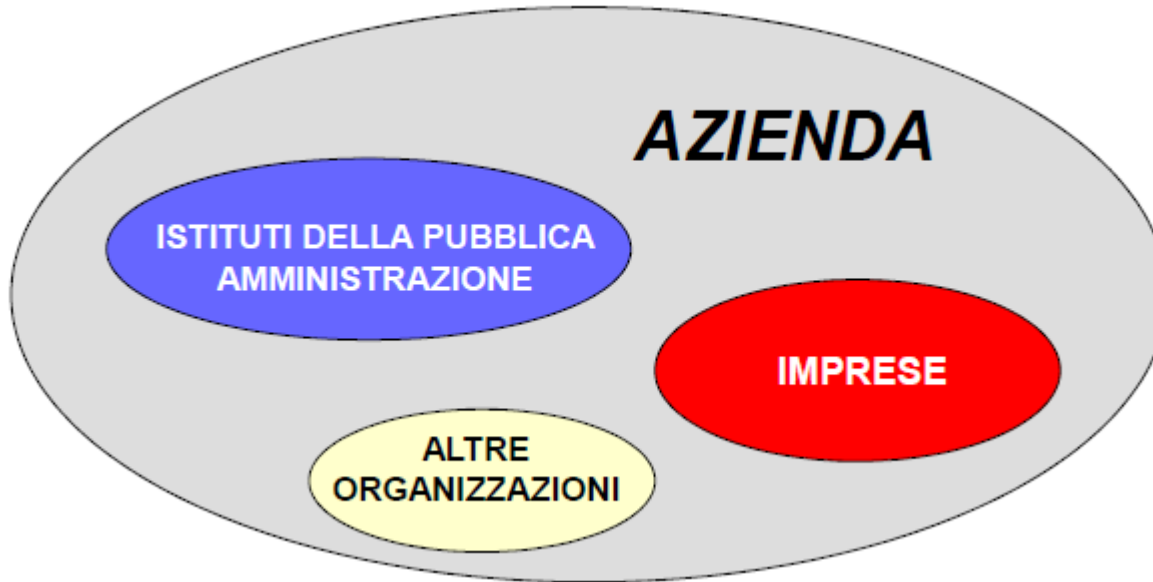 AZIENDA
ISTITUTI DELLA PUBBLICA
AMMINISTRAZIONE
IMPRESE
ALTRE
ORGANIZZAZIONI